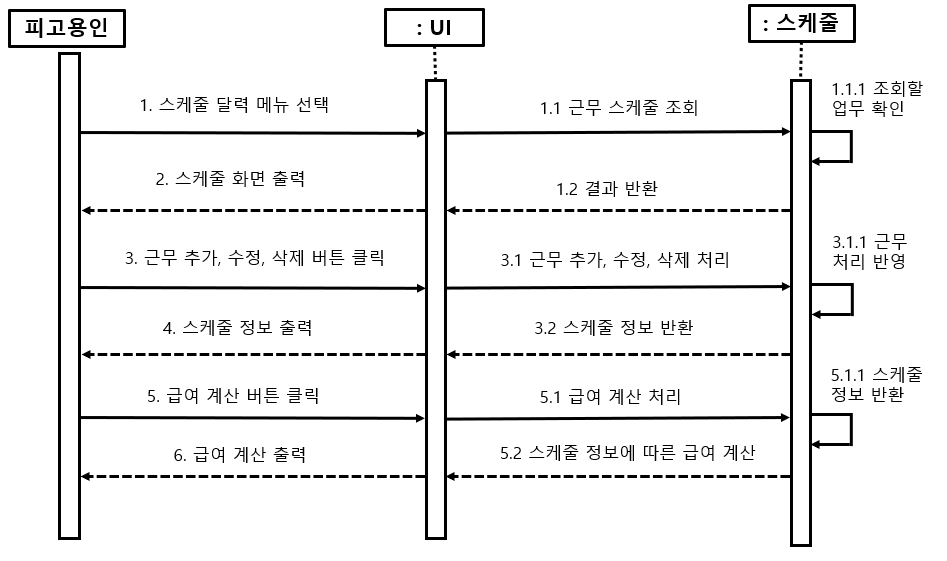 피고용인
: UI
: 스케줄
1. 스케줄 달력 메뉴 선택
1.1 근무 스케줄 조회
1.1.1 조회할
업무 확인
2. 스케줄 화면 출력
1.2 결과 반환
3. 근무 추가, 수정, 삭제 버튼 클릭
3.1 근무 추가, 수정, 삭제 처리
3.1.1 근무
처리 반영
4. 스케줄 정보 출력
3.2 스케줄 정보 반환
5. 급여 계산 버튼 클릭
5.1 급여 계산 처리
5.1.1 스케줄
정보 반환
6. 급여 계산 출력
5.2 스케줄 정보에 따른 급여 계산